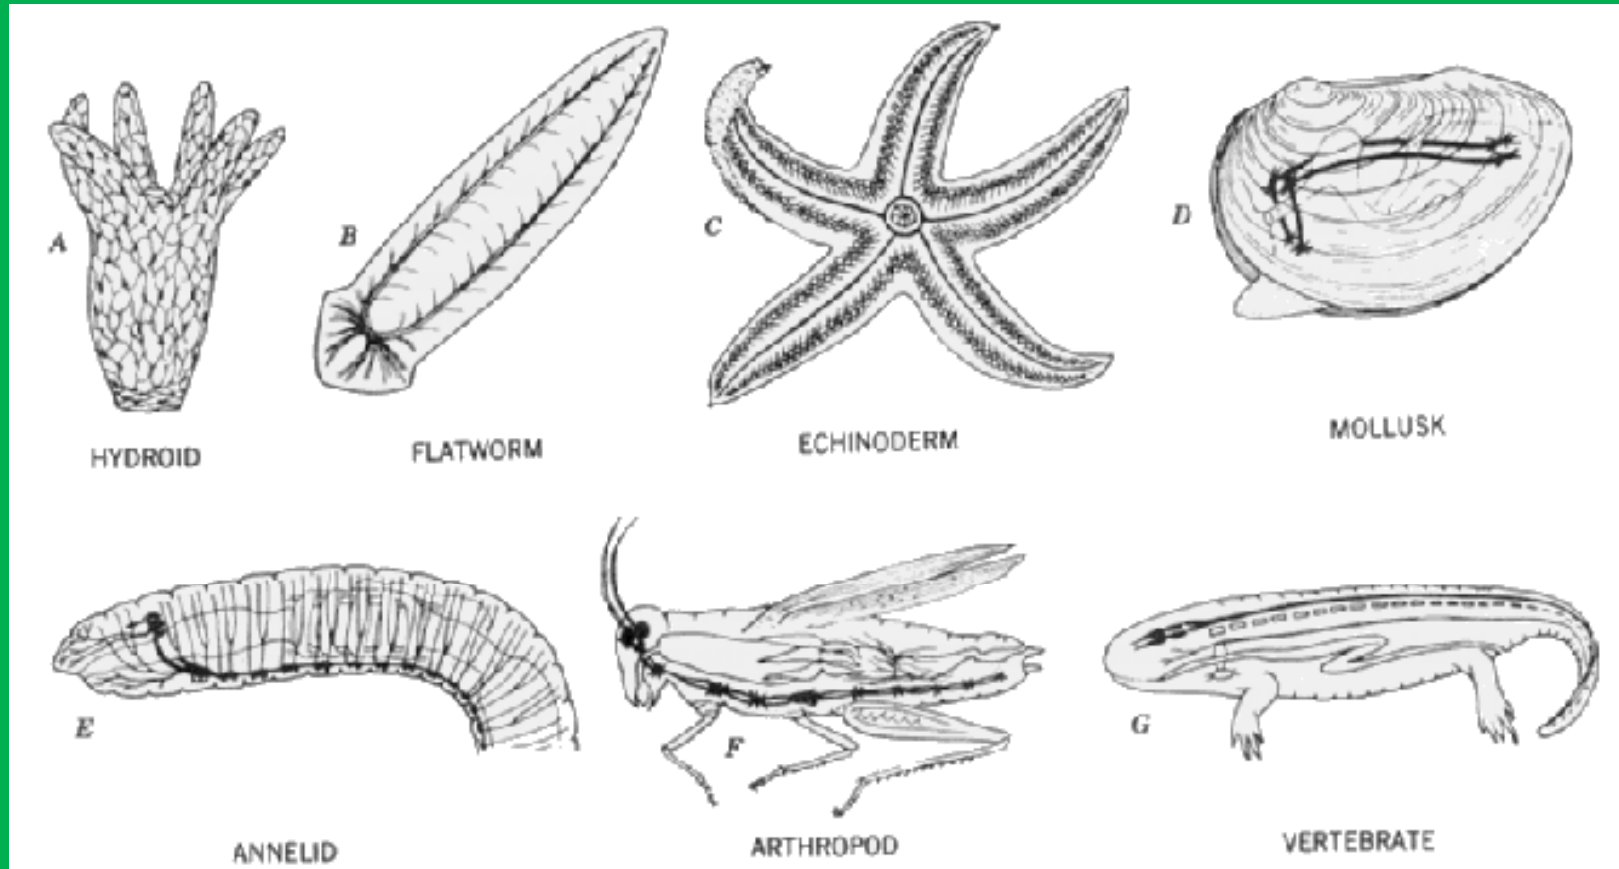 A
B
C
D
HYDROID
FLATWORM
ECHINODERM
MOLLUSK
E
F
G
ANNELID
ARTHROPOD
VERTEBRATE